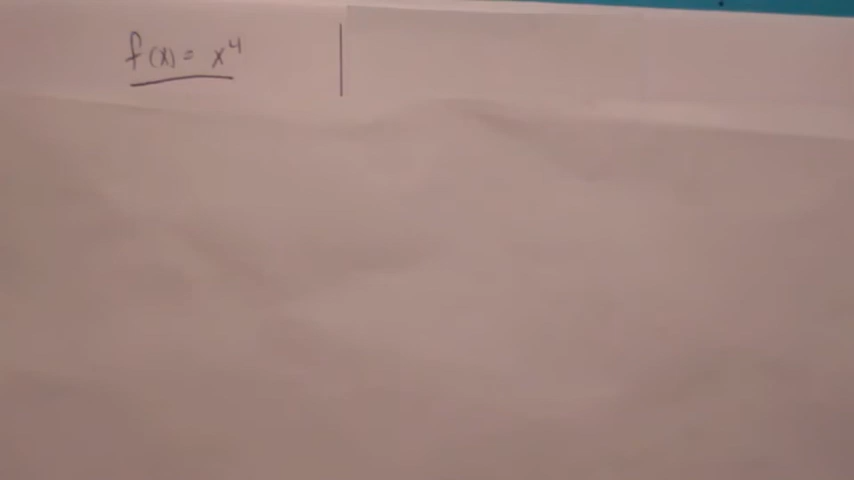 f(x) = x⁴